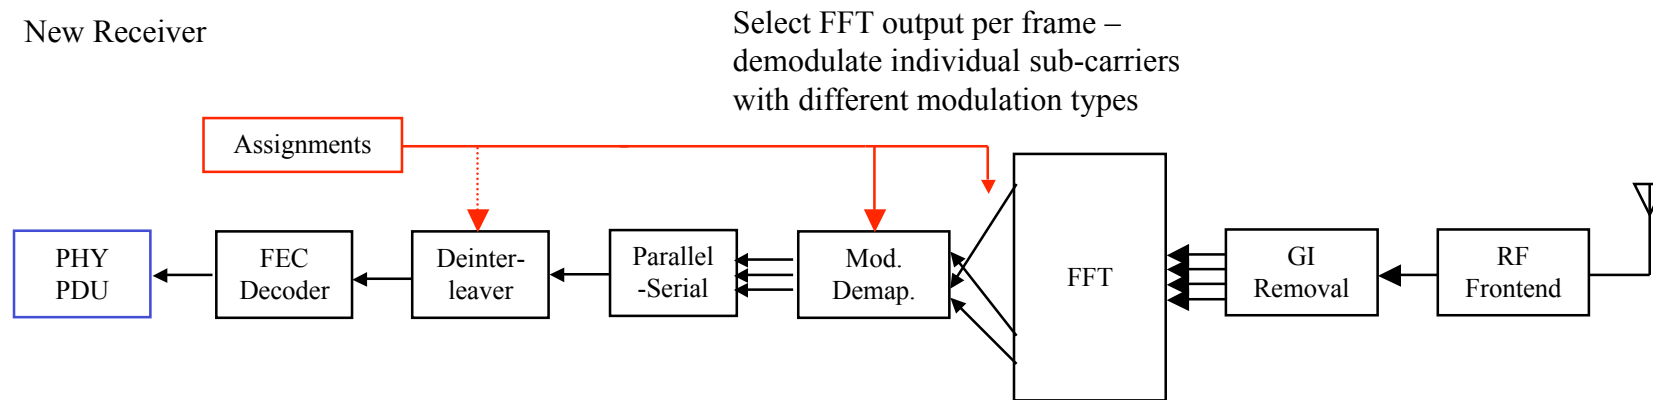 New Receiver
Select FFT output per frame –
demodulate individual sub-carriers
with different modulation types
Assignments
PHY
PDU
FEC
Decoder
Deinter-
leaver
Parallel
-Serial
Mod.
Demap.
FFT
GI
Removal
RF
Frontend